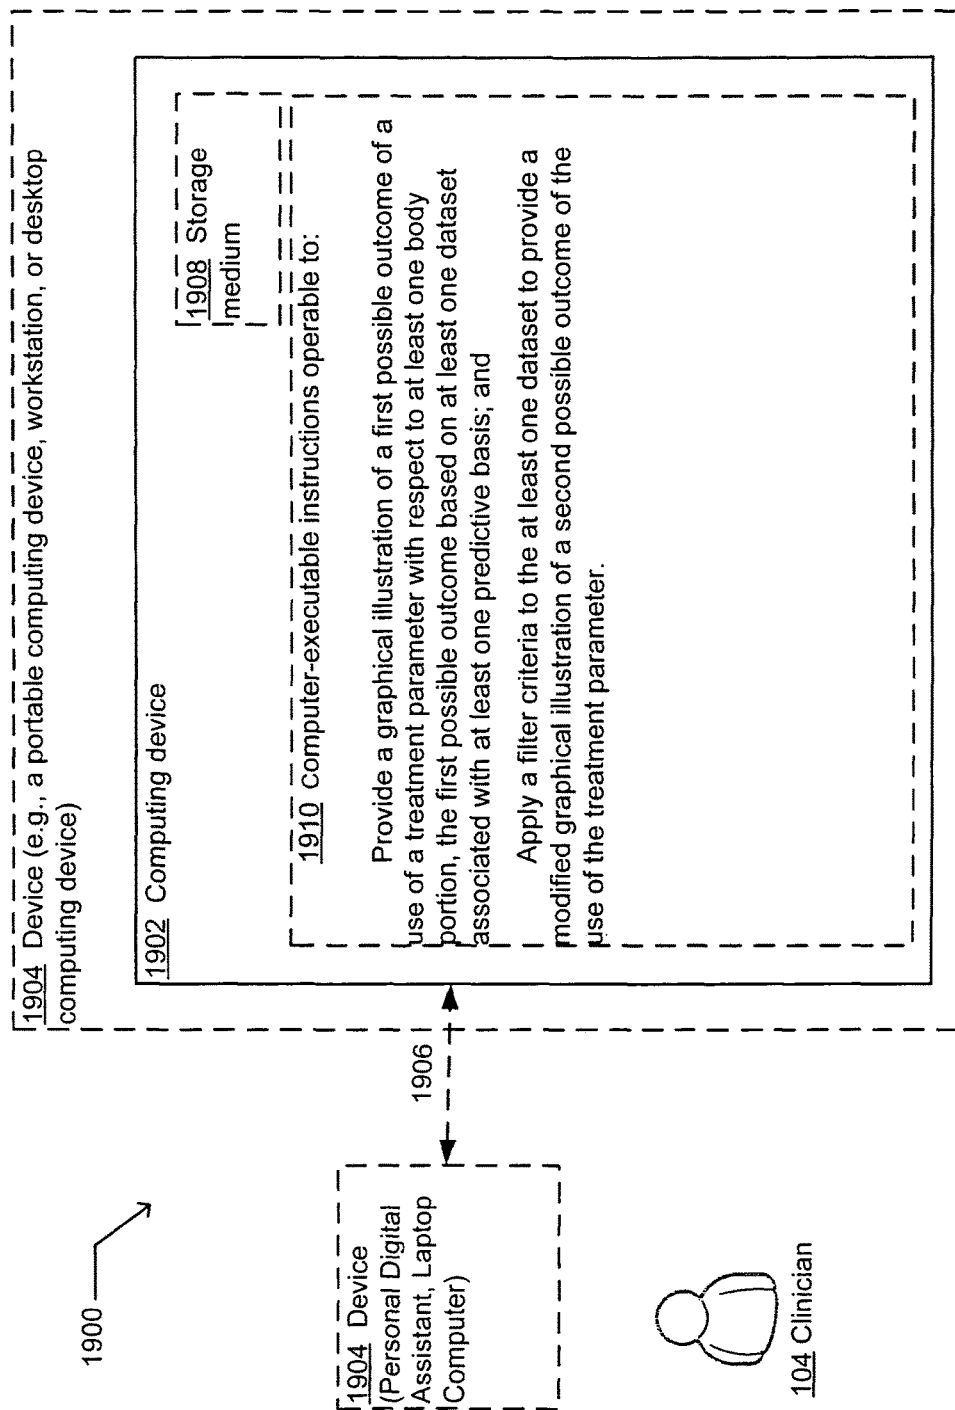 1900
1904 Device (e.g., a portable computing device, workstation, or desktop
computing device)
1902 Computing device
1908 Storage
medium
1910 Computer-executable instructions operable to:
Provide a graphical illustration of a first possible outcome of a
use of a treatment parameter with respect to at least one body
portion, the first possible outcome based on at least one dataset
associated with at least one predictive basis; and
Apply a filter criteria to the at least one dataset to provide a
modified graphical illustration of a second possible outcome of the
use of the treatment parameter.
1906
1904 Device
(Personal Digital
Assistant, Laptop
Computer)
104 Clinician